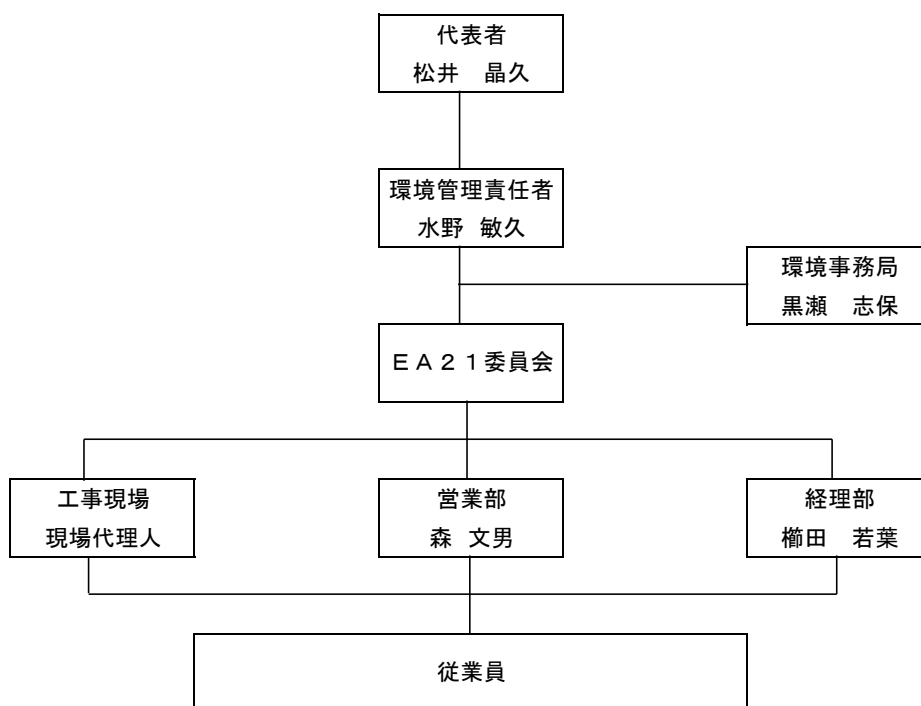 代表者
松井　晶久
環境管理責任者
水野　敏久
環境事務局
黒瀬　志保
ＥＡ２１委員会
工事現場
現場代理人
営業部
森　文男
経理部
櫛田　若葉
従業員